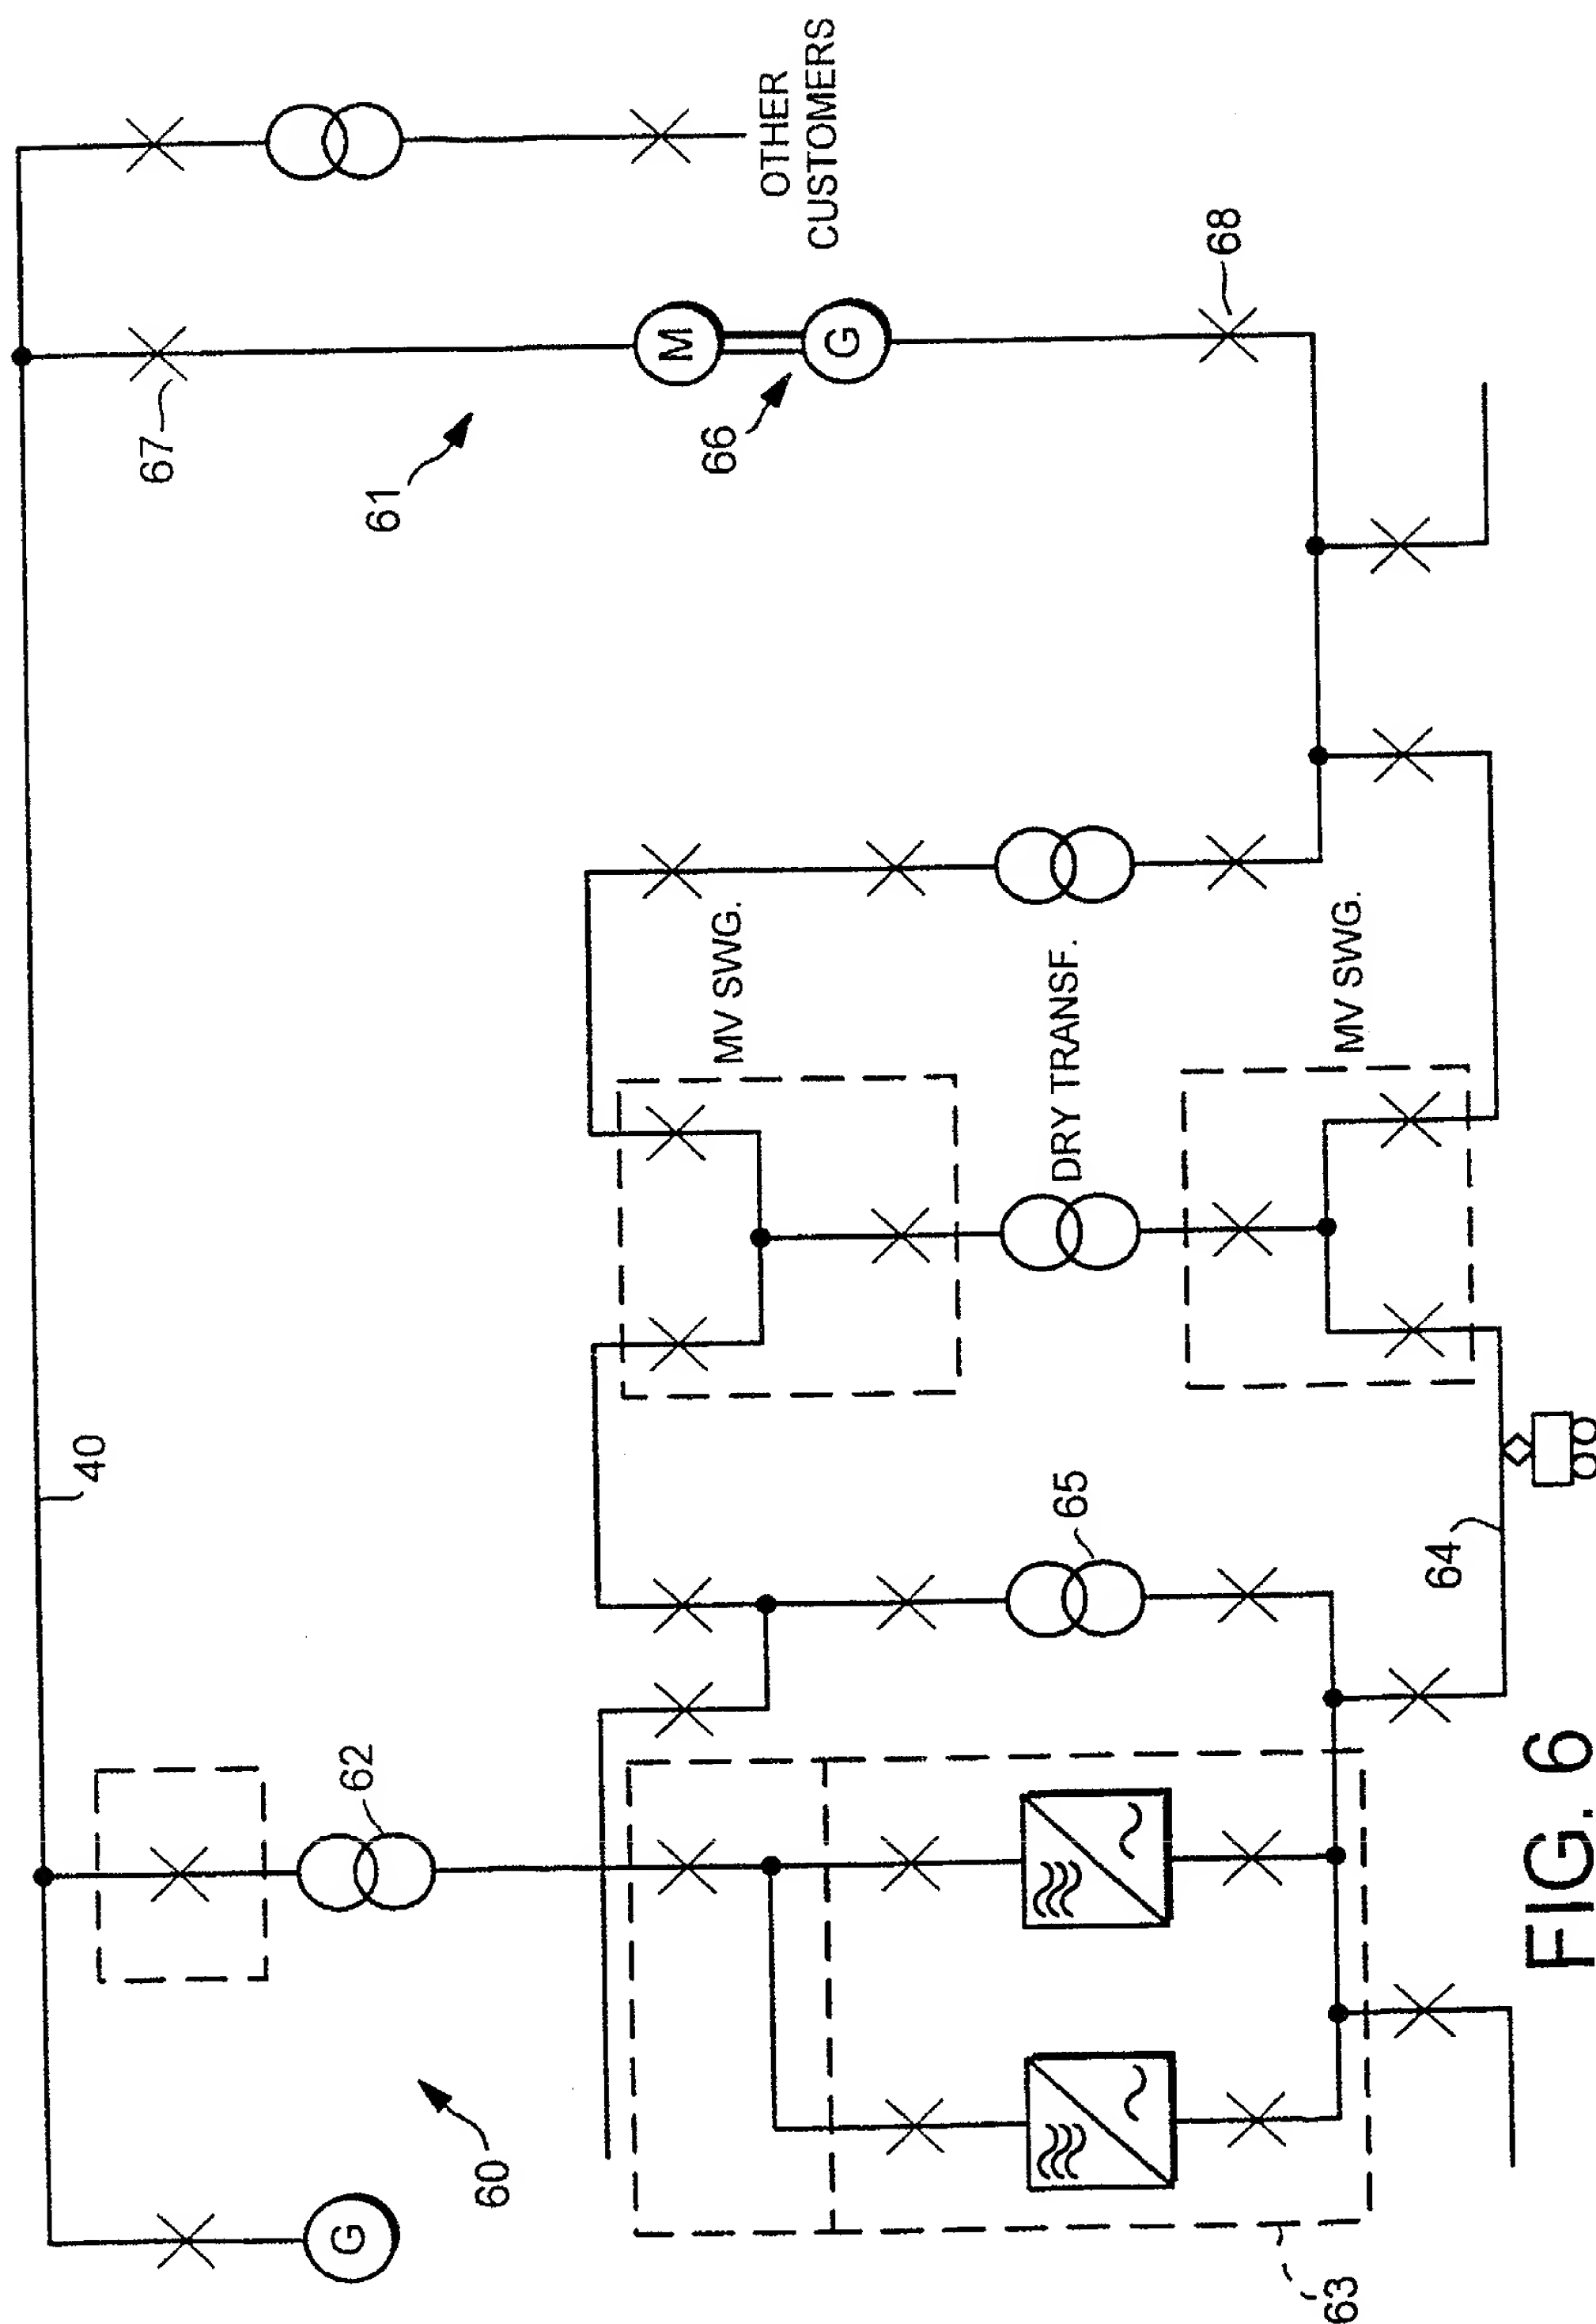 G
60
62
40
67
61
M
66
G
OTHER
CUSTOMERS
68
63
65
MV SWG.
DRY TRANSF.
64
MV SWG.
FIG. 6